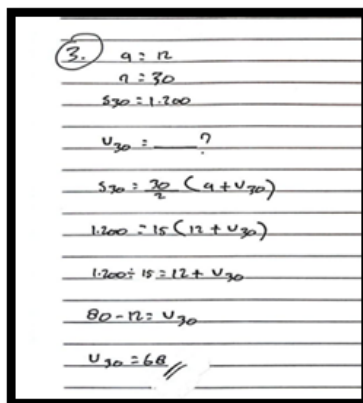 3. a = 12
n = 30
S30 = 1.200
U30 = ____?
S30 = 30/2 (a + U30)
1.200 = 15 (12 + U30)
1.200 ÷ 15 = 12 + U30
80 - 12 = U30
U30 = 68 //